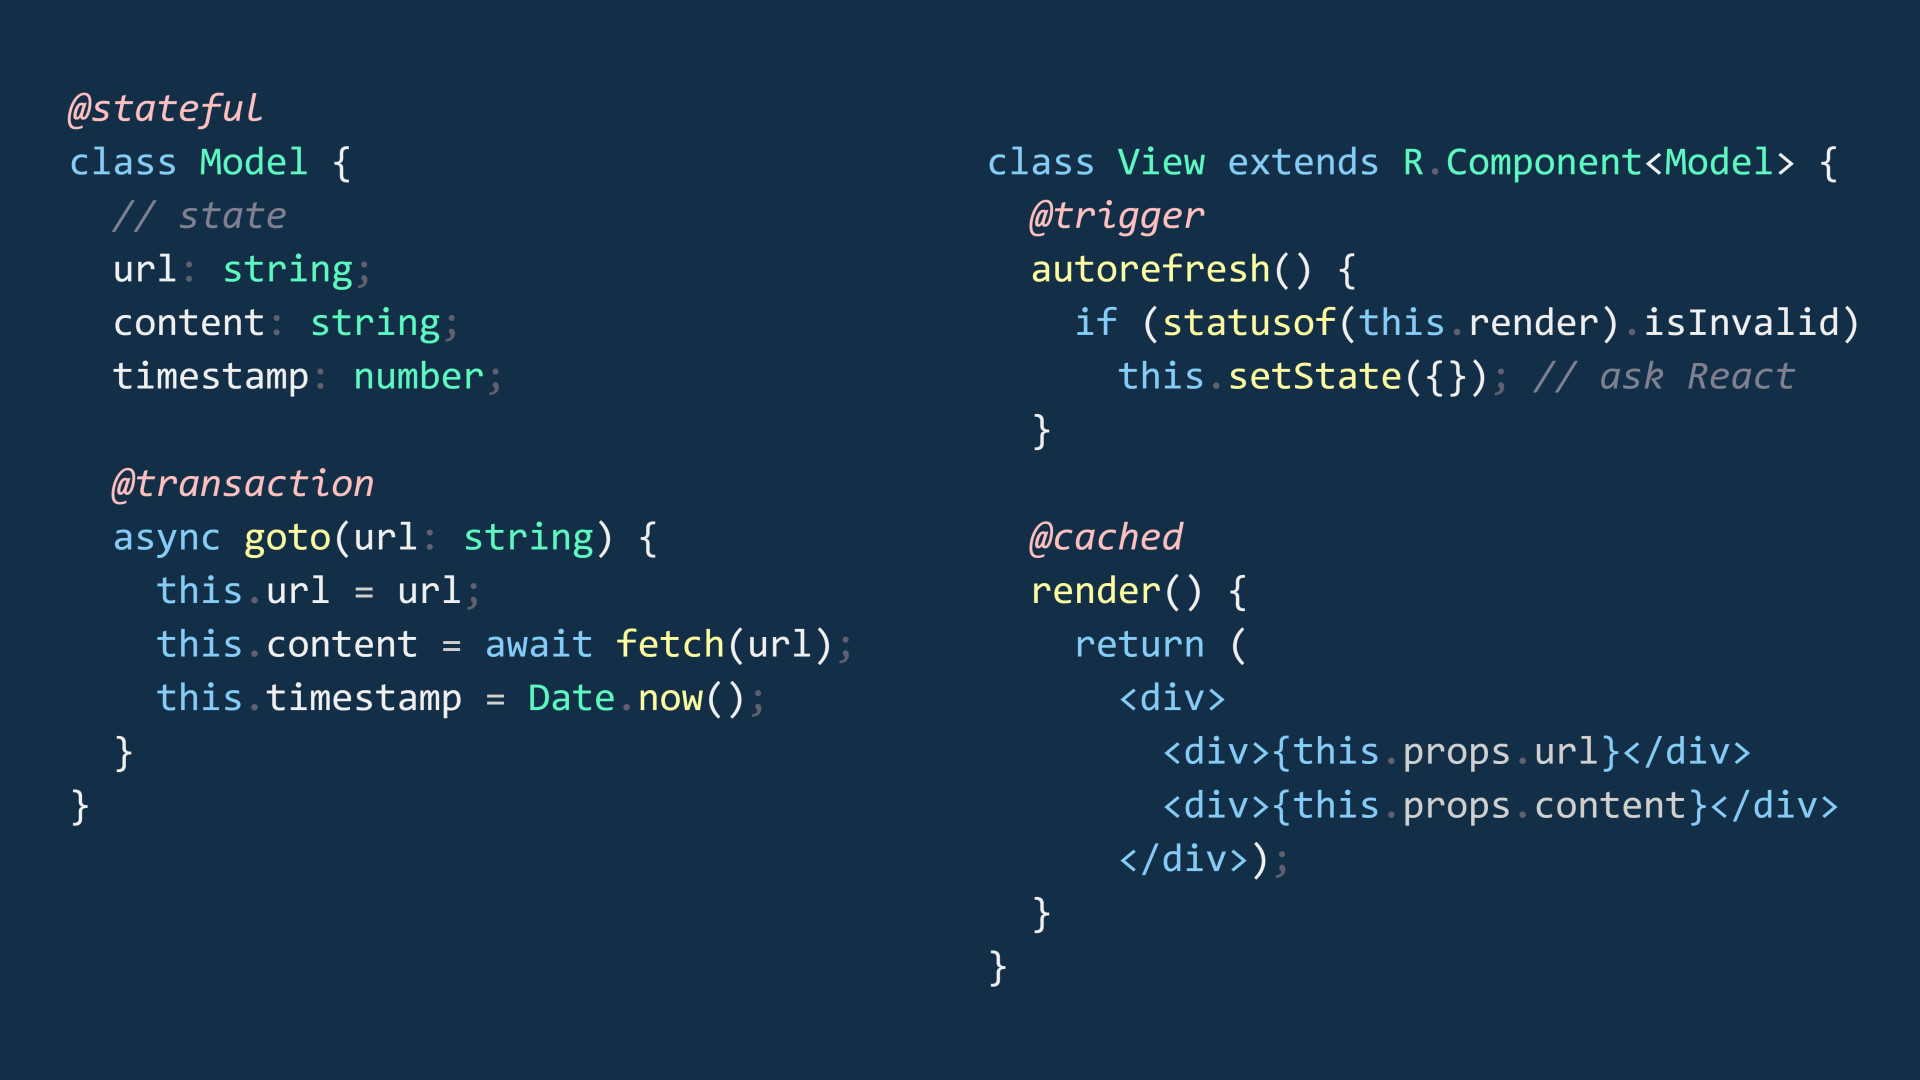 @stateful
class Model {
  // state
  url: string;
  content: string;
  timestamp: number;

  @transaction
  async goto(url: string) {
    this.url = url;
    this.content = await fetch(url);
    this.timestamp = Date.now();
  }
}

class View extends R.Component<Model> {
  @trigger
  autorefresh() {
    if (statusof(this.render).isInvalid)
      this.setState({}); // ask React
  }

  @cached
  render() {
    return (
      <div>
        <div>{this.props.url}</div>
        <div>{this.props.content}</div>
      </div>);
  }
}